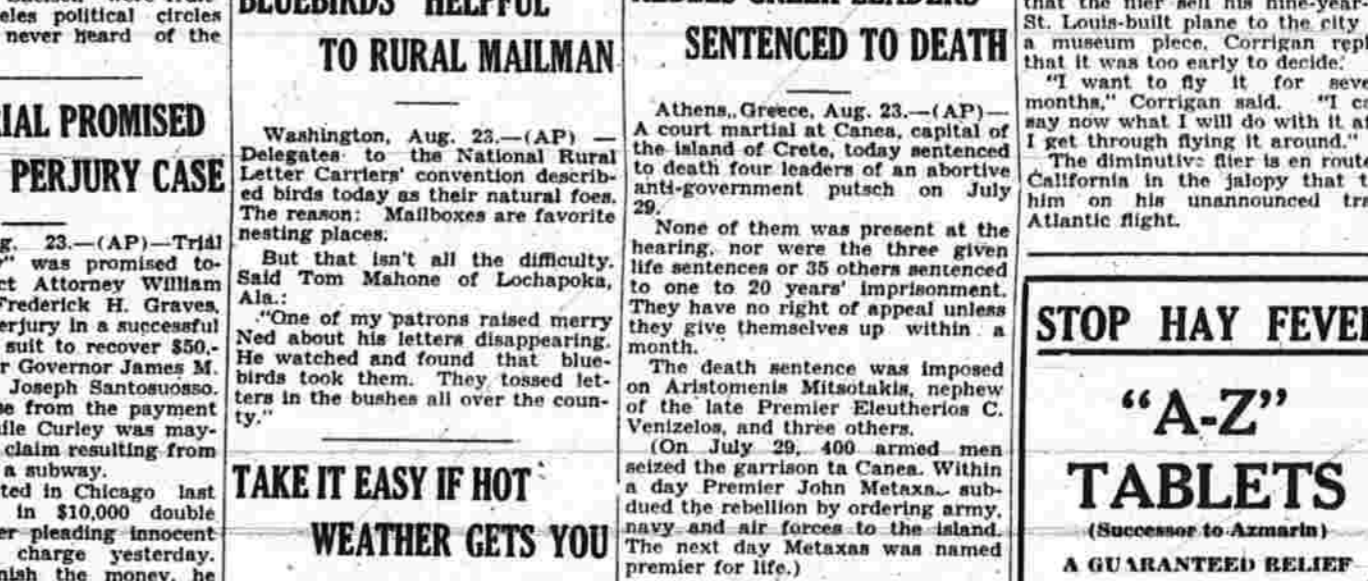 eles political circles
never heard of the
IAL PROMISED
PERJURY CASE
g. 23.—(AP)—Trial
" was promised to-
ct Attorney William
Frederick H. Graves,
erjury in a successful
suit to recover $50,-
r Governor James M.
Joseph Santosuosso.
se from the payment
ile Curley was may-
claim resulting from
a subway.
ted in Chicago last
in $10,000 double
er pleading innocent
charge yesterday.
nish the money, he
BLUEBIRDS HELPFUL
TO RURAL MAILMAN
Washington, Aug. 23.—(AP) —
Delegates to the National Rural
Letter Carriers' convention describ-
ed birds today as their natural foes.
The reason: Mailboxes are favorite
nesting places.
But that isn't all the difficulty.
Said Tom Mahone of Lochapoka,
Ala.:
"One of my patrons raised merry
Ned about his letters disappearing.
He watched and found that blue-
birds took them. They tossed let-
ters in the bushes all over the coun-
ty."
TAKE IT EASY IF HOT
WEATHER GETS YOU
LEADERS
SENTENCED TO DEATH
Athens, Greece, Aug. 23.—(AP)—
A court martial at Canea, capital of
the island of Crete, today sentenced
to death four leaders of an abortive
anti-government putsch on July
29.
None of them was present at the
hearing, nor were the three given
life sentences or 35 others sentenced
to one to 20 years' imprisonment.
They have no right of appeal unless
they give themselves up within a
month.
The death sentence was imposed
on Aristomenis Mitsotakis, nephew
of the late Premier Eleutherios C.
Venizelos, and three others.
(On July 29, 400 armed men
seized the garrison ta Canea. Within
a day Premier John Metaxa.. sub-
dued the rebellion by ordering army,
navy and air forces to the island.
The next day Metaxas was named
premier for life.)
that the flier sell his nine-year-
St. Louis-built plane to the city
a museum piece, Corrigan repl
that it was too early to decide.
"I want to fly it for seve
months," Corrigan said. "I c
say now what I will do with it af
I get through flying it around."
The diminutive flier is en route
California in the jalopy that t
him on his unannounced tra
Atlantic flight.
STOP HAY FEVE
"A-Z"
TABLETS
(Successor to Azmarin)
A GUARANTEED RELIEF